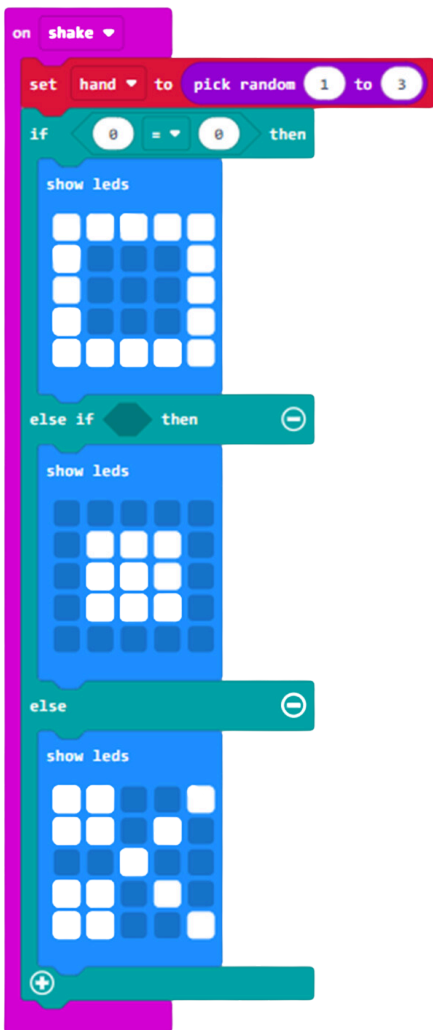 on shake
set hand to pick random 1 to 3
if 0 = 0 then
show leds
else if then
show leds
else
show leds